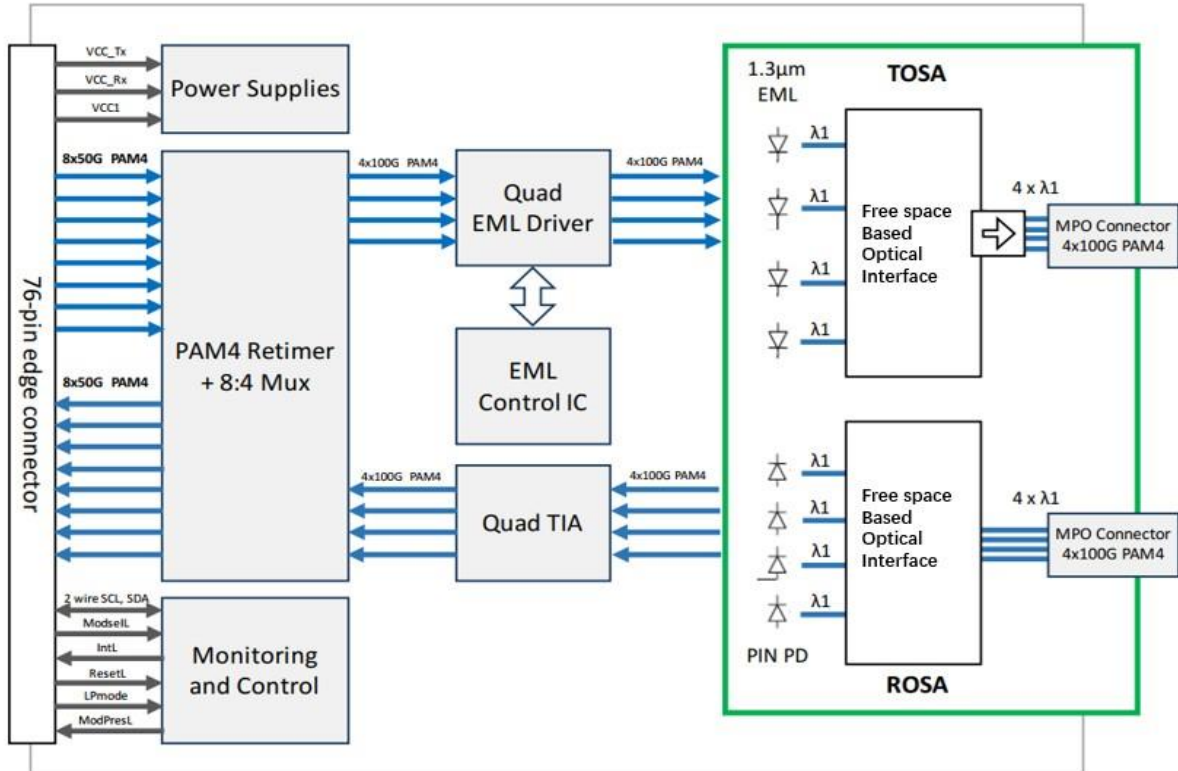 VCC_Tx
VCC_Rx
VCC1
Power Supplies
8x50G PAM4
8x50G PAM4
76-pin edge connector
PAM4 Retimer
+ 8:4 Mux
4x100G PAM4
Quad
EML Driver
4x100G PAM4
EML
Control IC
4x100G PAM4
Quad TIA
4x100G PAM4
2 wire SCL, SDA
ModselL
IntL
ResetL
LPmode
ModPresL
Monitoring
and Control
1.3µm
EML
TOSA
λ1
λ1
λ1
λ1
Free space
Based
Optical
Interface
4 x λ1
MPO Connector
4x100G PAM4
λ1
λ1
λ1
λ1
PIN PD
Free space
Based
Optical
Interface
4 x λ1
MPO Connector
4x100G PAM4
ROSA